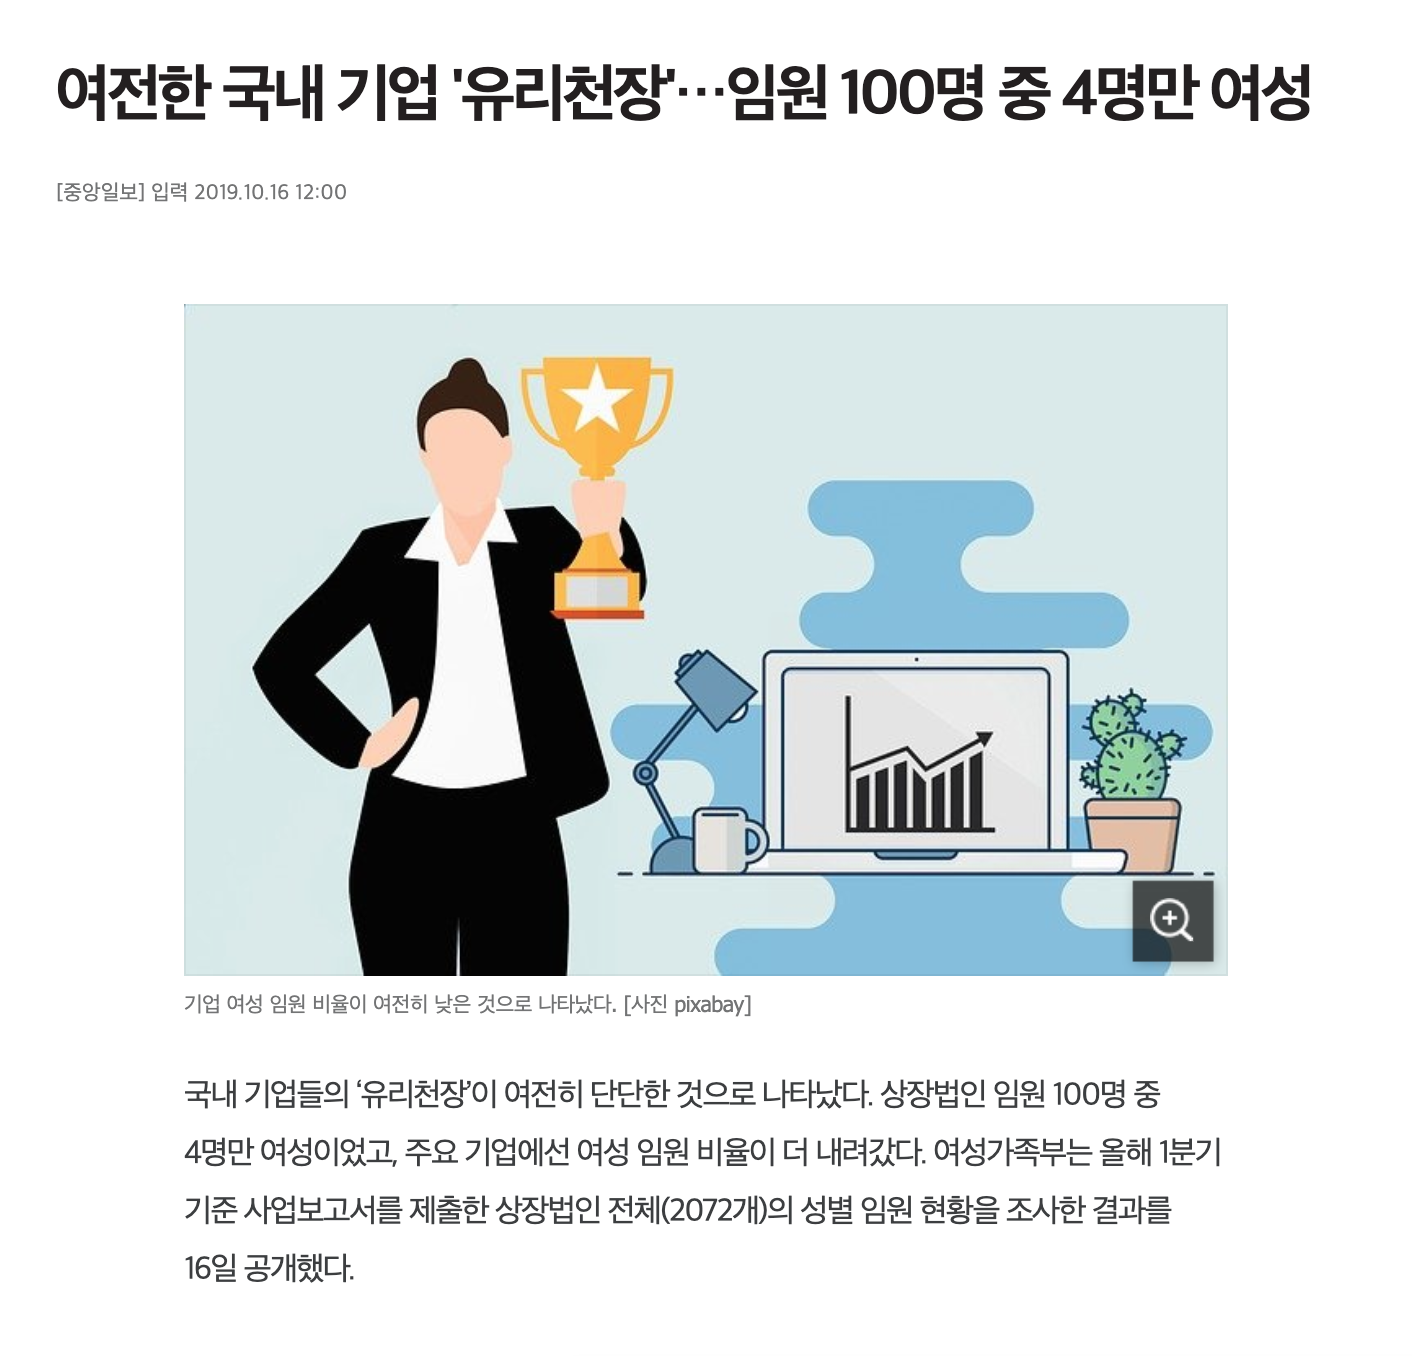 여전한 국내 기업 '유리천장'…임원 100명 중 4명만 여성
[중앙일보] 입력 2019.10.16 12:00
기업 여성 임원 비율이 여전히 낮은 것으로 나타났다. [사진 pixabay]
국내 기업들의 ‘유리천장’이 여전히 단단한 것으로 나타났다. 상장법인 임원 100명 중
4명만 여성이었고, 주요 기업에선 여성 임원 비율이 더 내려갔다. 여성가족부는 올해 1분기
기준 사업보고서를 제출한 상장법인 전체(2072개)의 성별 임원 현황을 조사한 결과를
16일 공개했다.